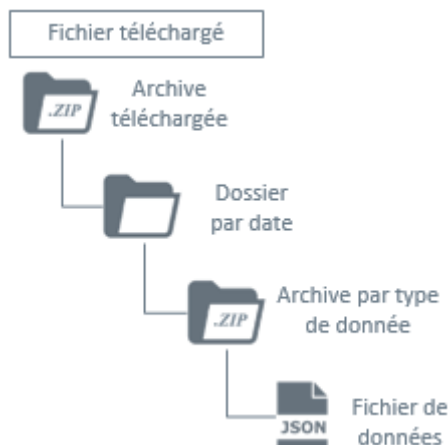 Fichier téléchargé
.ZIP
Archive
téléchargée
Dossier
par date
.ZIP
Archive par type
de donnée
JSON
Fichier de
données